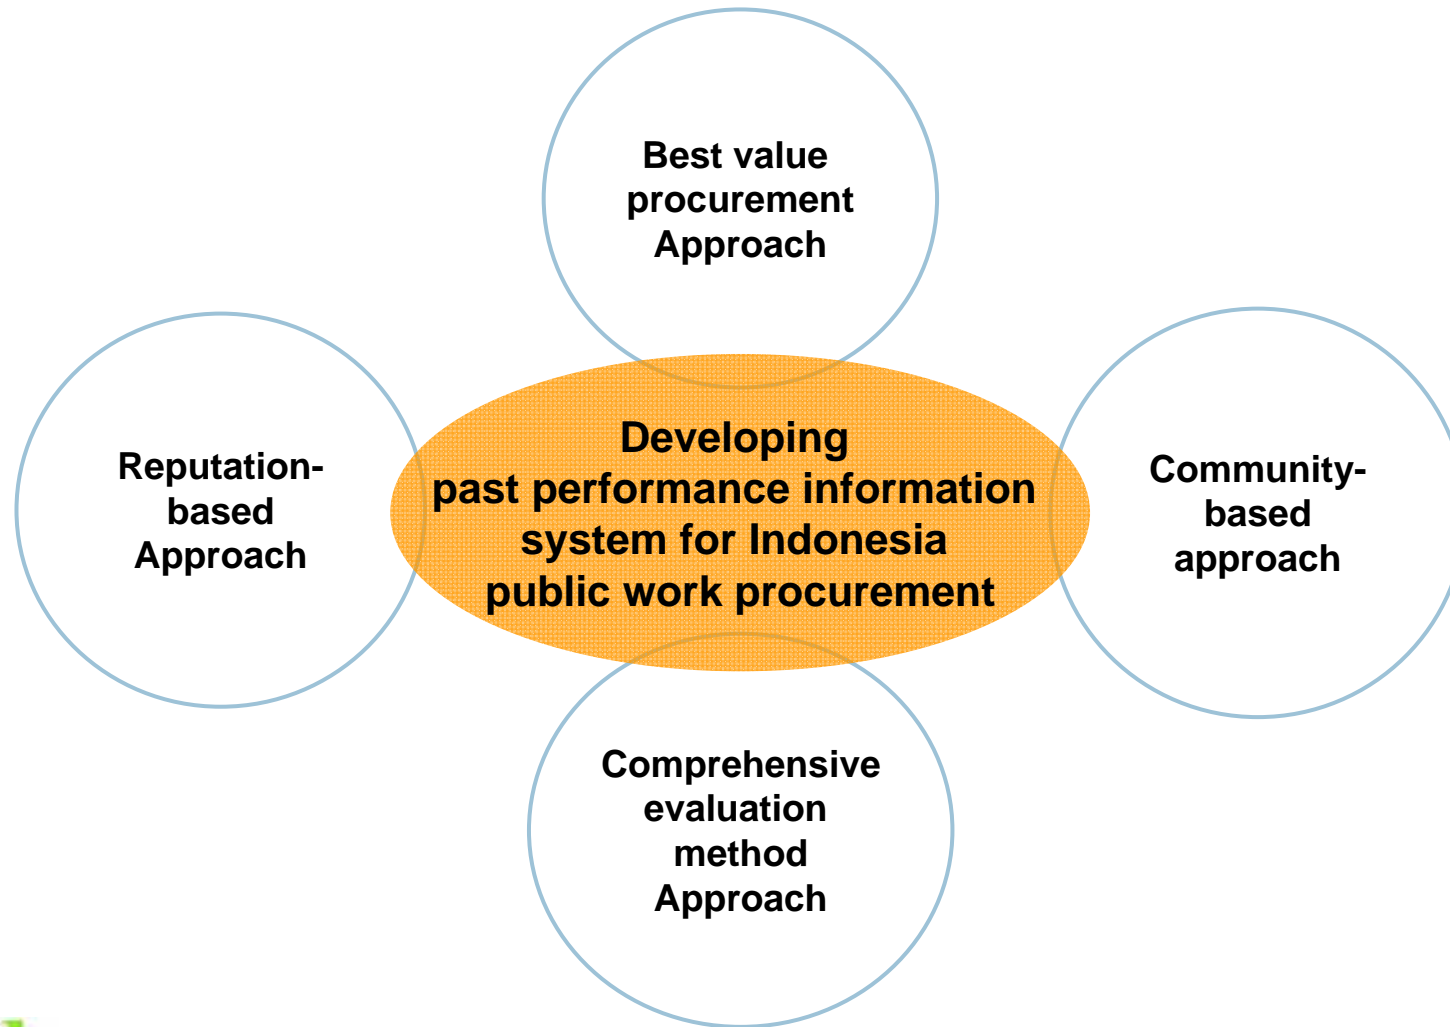 Best value
procurement
Approach
Reputation-
based
Approach
Developing
past performance information
system for Indonesia
public work procurement
Community-
based
approach
Comprehensive
evaluation
method
Approach